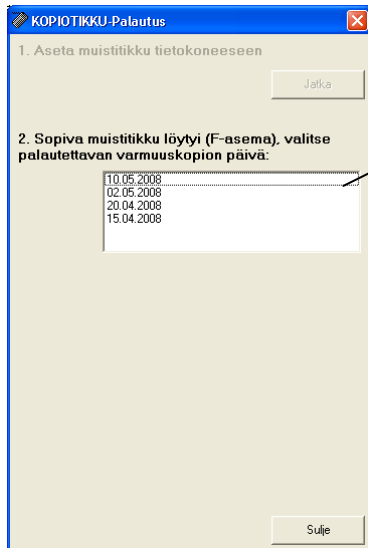 KOPIOTIKKU-Palautus
1. Aseta muistitikku tietokoneeseen
Jatka
2. Sopiva muistitikku löytyi (F-asema), valitse
palautettavan varmuuskopion päivä:
10.05.2008
02.05.2008
20.04.2008
15.04.2008
Sulje